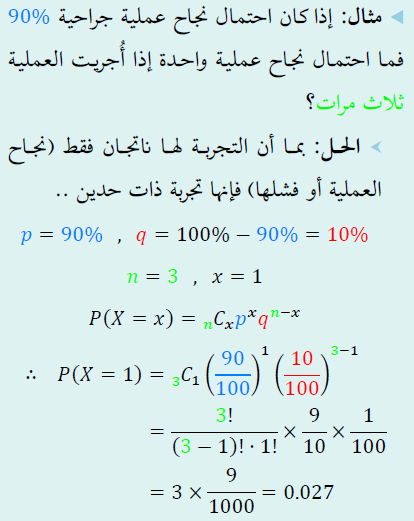 مثال: إذا كان احتمال نجاح عملية جراحية 90%
فما احتمال نجاح عملية واحدة إذا أُجريت العملية
ثلاث مرات؟
الحل: بما أن التجربة لها ناتجان فقط (نجاح
العملية أو فشلها) فإنها تجربة ذات حدين ..
p = 90% , q = 100% − 90% = 10%
n = 3 , x = 1
P(X = x) = ₙCₓpˣqⁿ⁻ˣ
∴ P(X = 1) = ₃C₁ (90/100)¹ (10/100)³⁻¹
= 3!/((3 − 1)! · 1!) × 9/10 × 1/100
= 3 × 9/1000 = 0.027